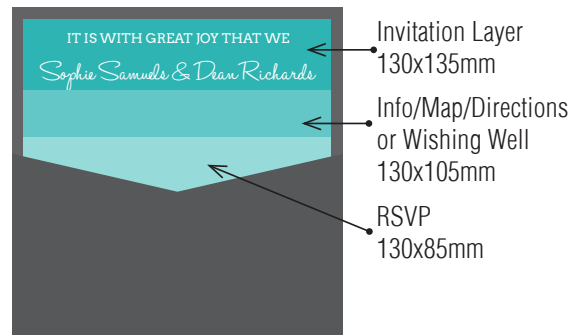 IT IS WITH GREAT JOY THAT WE
Sophie Samuels & Dean Richards
Invitation Layer
130x135mm
Info/Map/Directions
or Wishing Well
130x105mm
RSVP
130x85mm